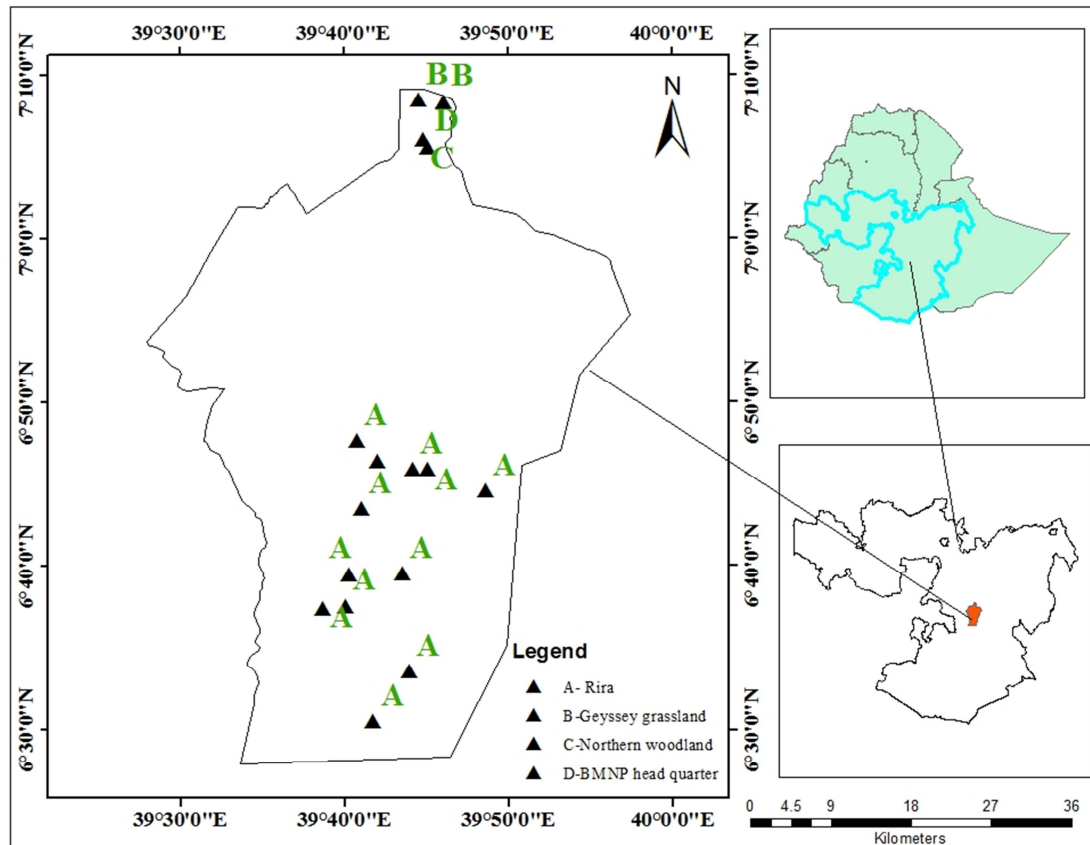 39°30'0"E 39°40'0"E 39°50'0"E 40°0'0"E
7°10'0"N 7°10'0"N
B B
D
C
N
7°0'0"N 7°0'0"N
6°50'0"N 6°50'0"N
A
A
A
A
A
6°40'0"N 6°40'0"N
A
A
A
A
A
A
6°30'0"N 6°30'0"N
Legend
A- Rira
B-Geyssey grassland
C-Northern woodland
D-BMNP head quarter
39°30'0"E 39°40'0"E 39°50'0"E 40°0'0"E
0 4.5 9 18 27 36
Kilometers